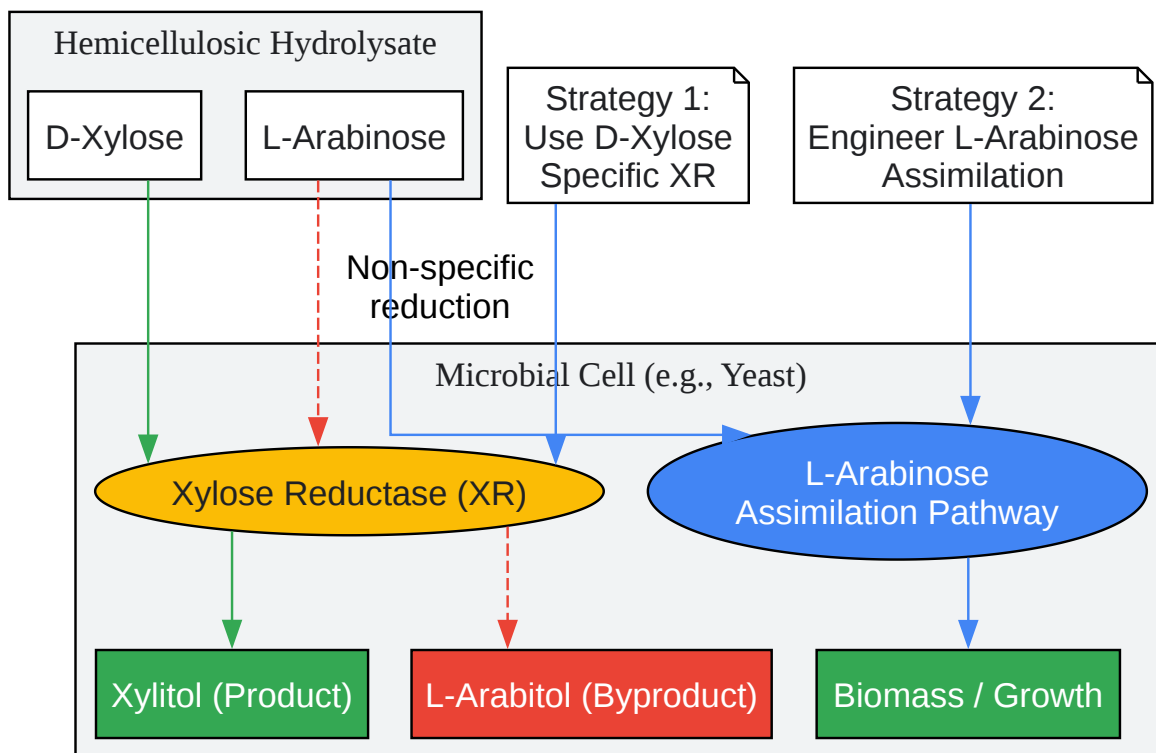 Hemicellulosic Hydrolysate
D-Xylose
L-Arabinose
Strategy 1:
Use D-Xylose
Specific XR
Strategy 2:
Engineer L-Arabinose
Assimilation
Non-specific
reduction
Microbial Cell (e.g., Yeast)
Xylose Reductase (XR)
L-Arabinose
Assimilation Pathway
Xylitol (Product)
L-Arabitol (Byproduct)
Biomass / Growth